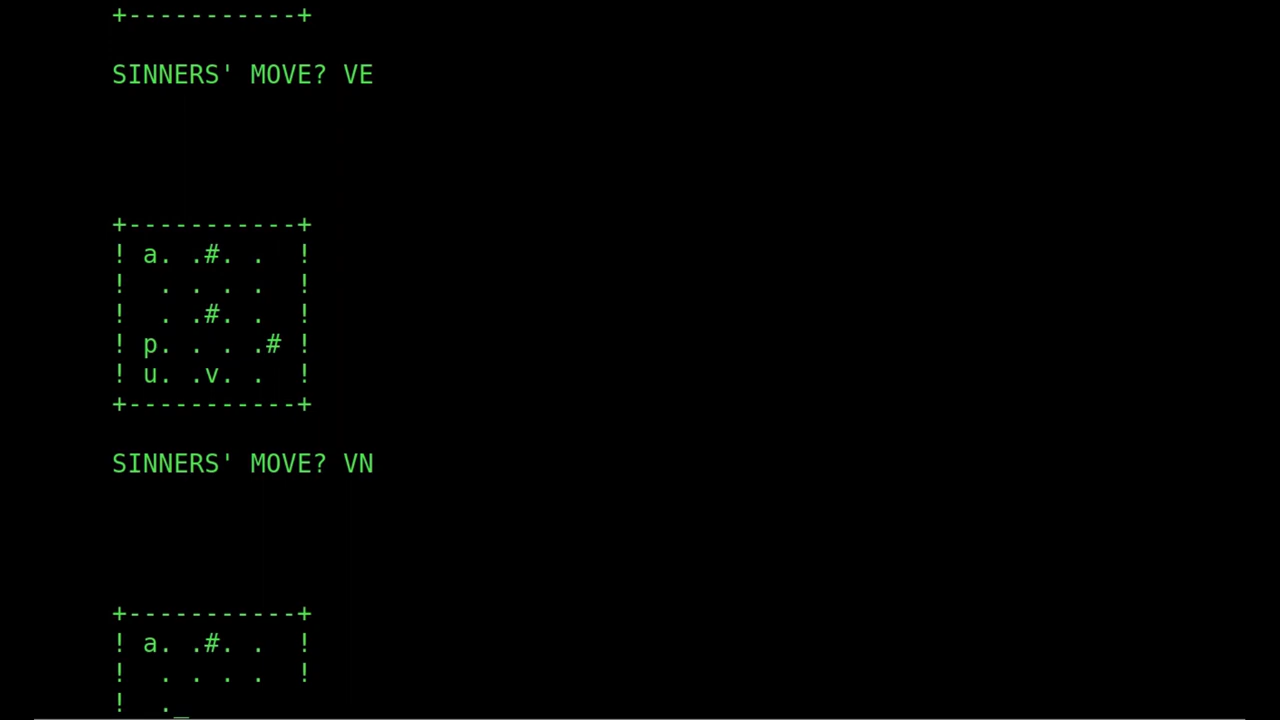 +-----------+
SINNERS' MOVE? VE
+-----------+
! a. .#. .  !
!  . . . .  !
!  . .#. .  !
! p. . . .# !
! u. .v. .  !
+-----------+
SINNERS' MOVE? VN
+-----------+
! a. .#. .  !
!  . . . .  !
!  ._